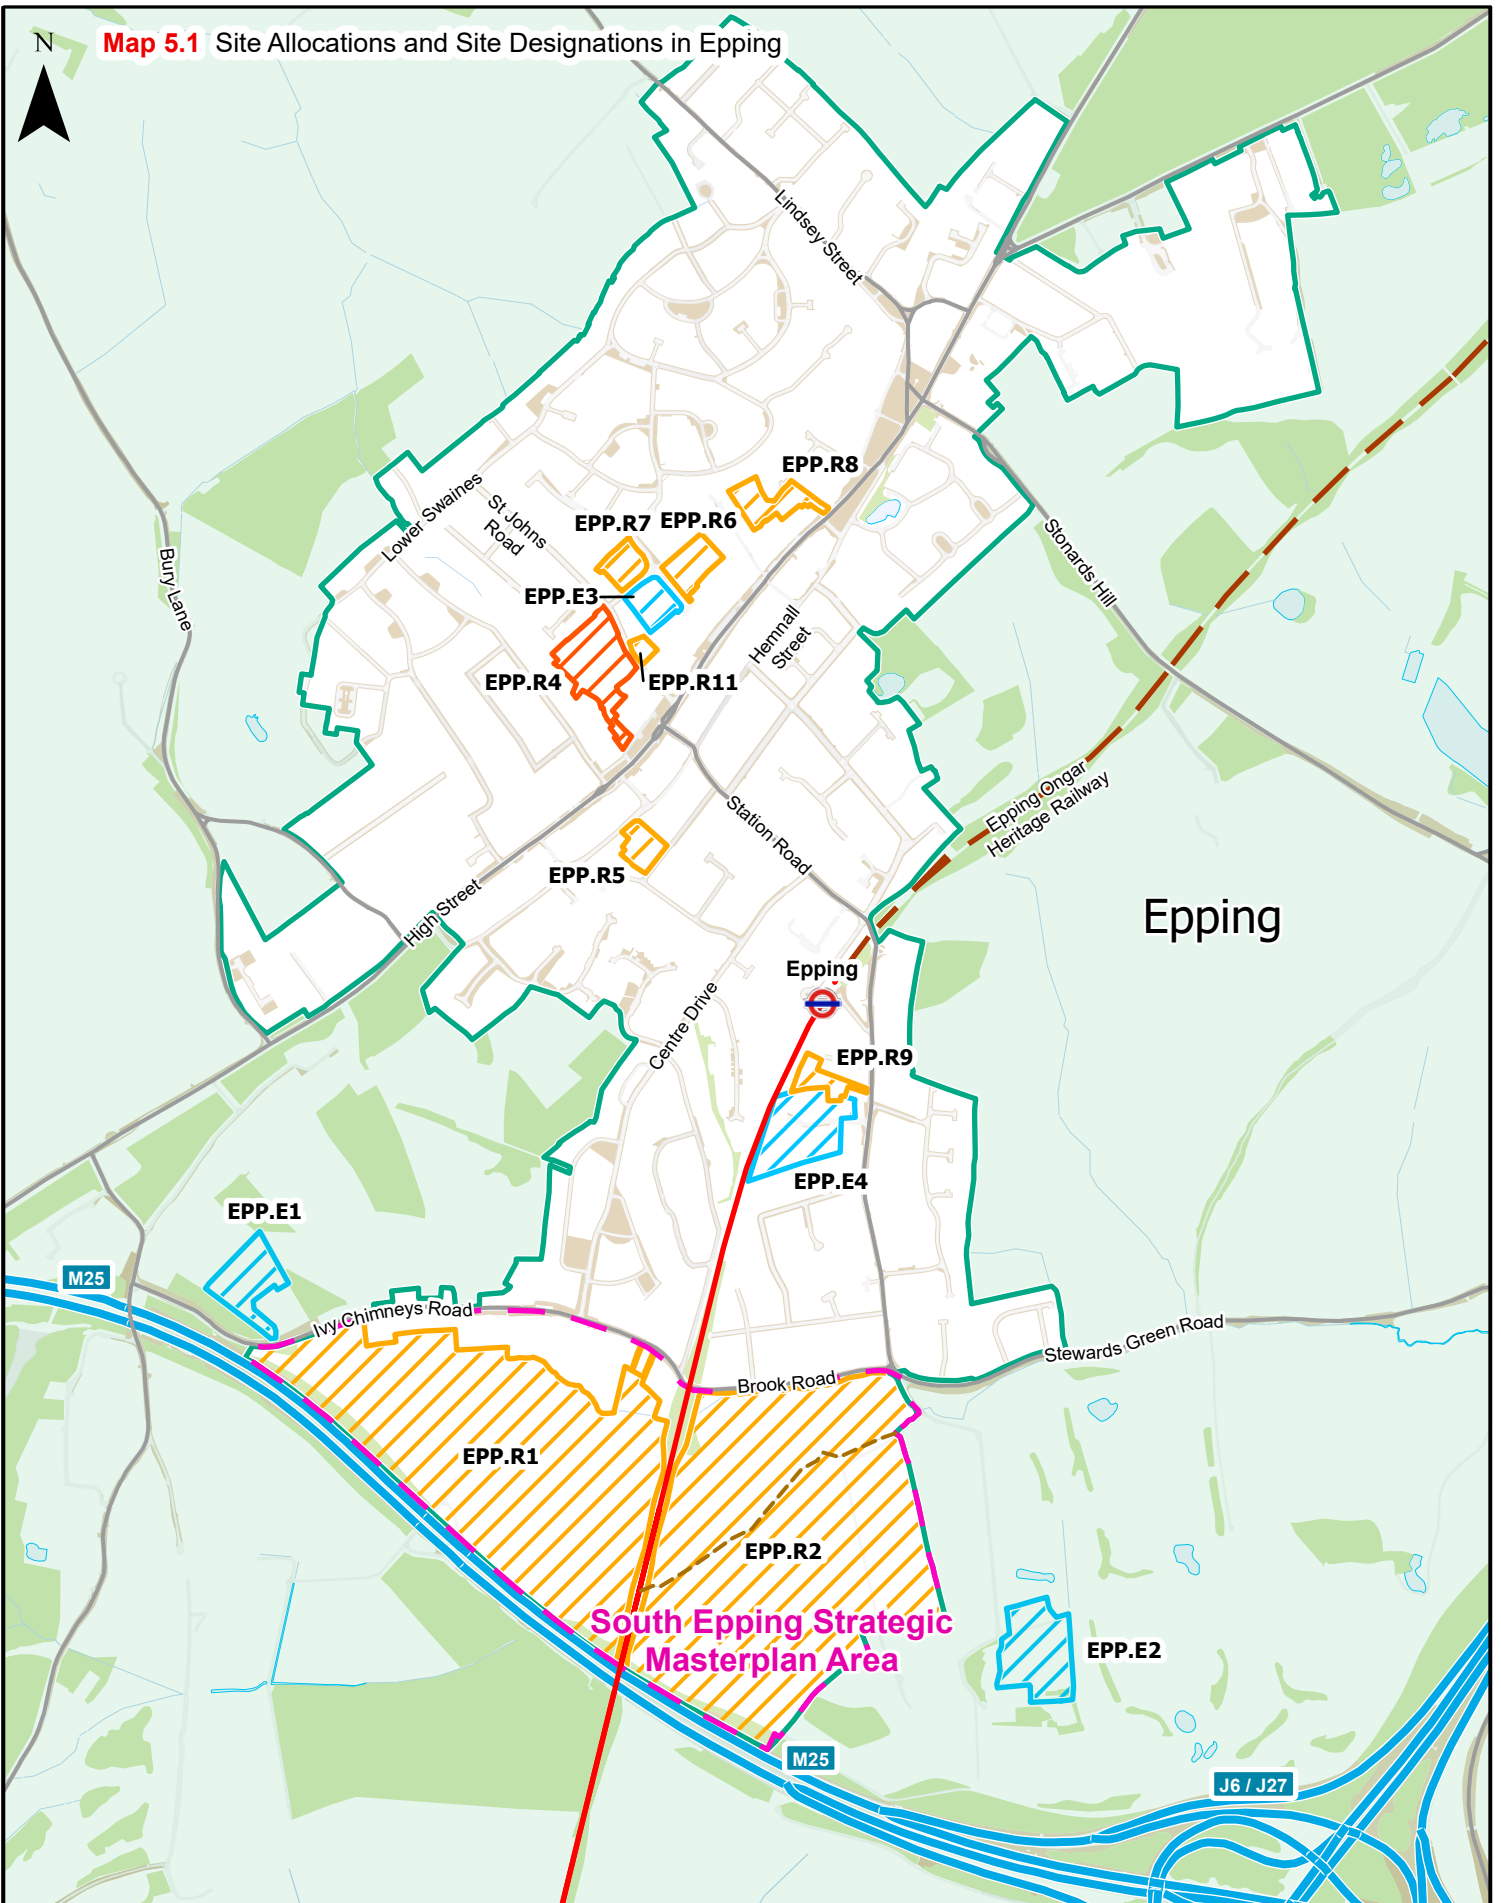 N
Map 5.1 Site Allocations and Site Designations in Epping
Lindsey Street
EPP.R8
Lower Swaines
St Johns
Road
EPP.R7
EPP.R6
Stonards Hill
Bury Lane
EPP.E3
Hemnall
Street
EPP.R4
EPP.R11
Epping Ongar
Heritage Railway
Station Road
EPP.R5
High Street
Epping
Epping
Centre Drive
EPP.R9
EPP.E4
EPP.E1
M25
Ivy Chimneys Road
Stewards Green Road
Brook Road
EPP.R1
EPP.R2
South Epping Strategic
Masterplan Area
EPP.E2
M25
J6 / J27